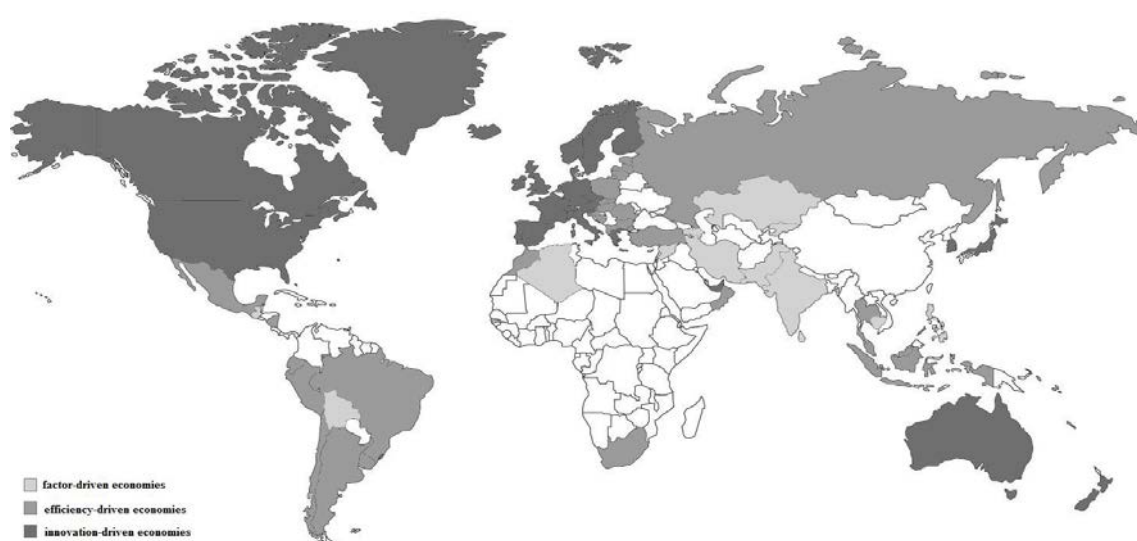 factor-driven economies
efficiency-driven economies
innovation-driven economies